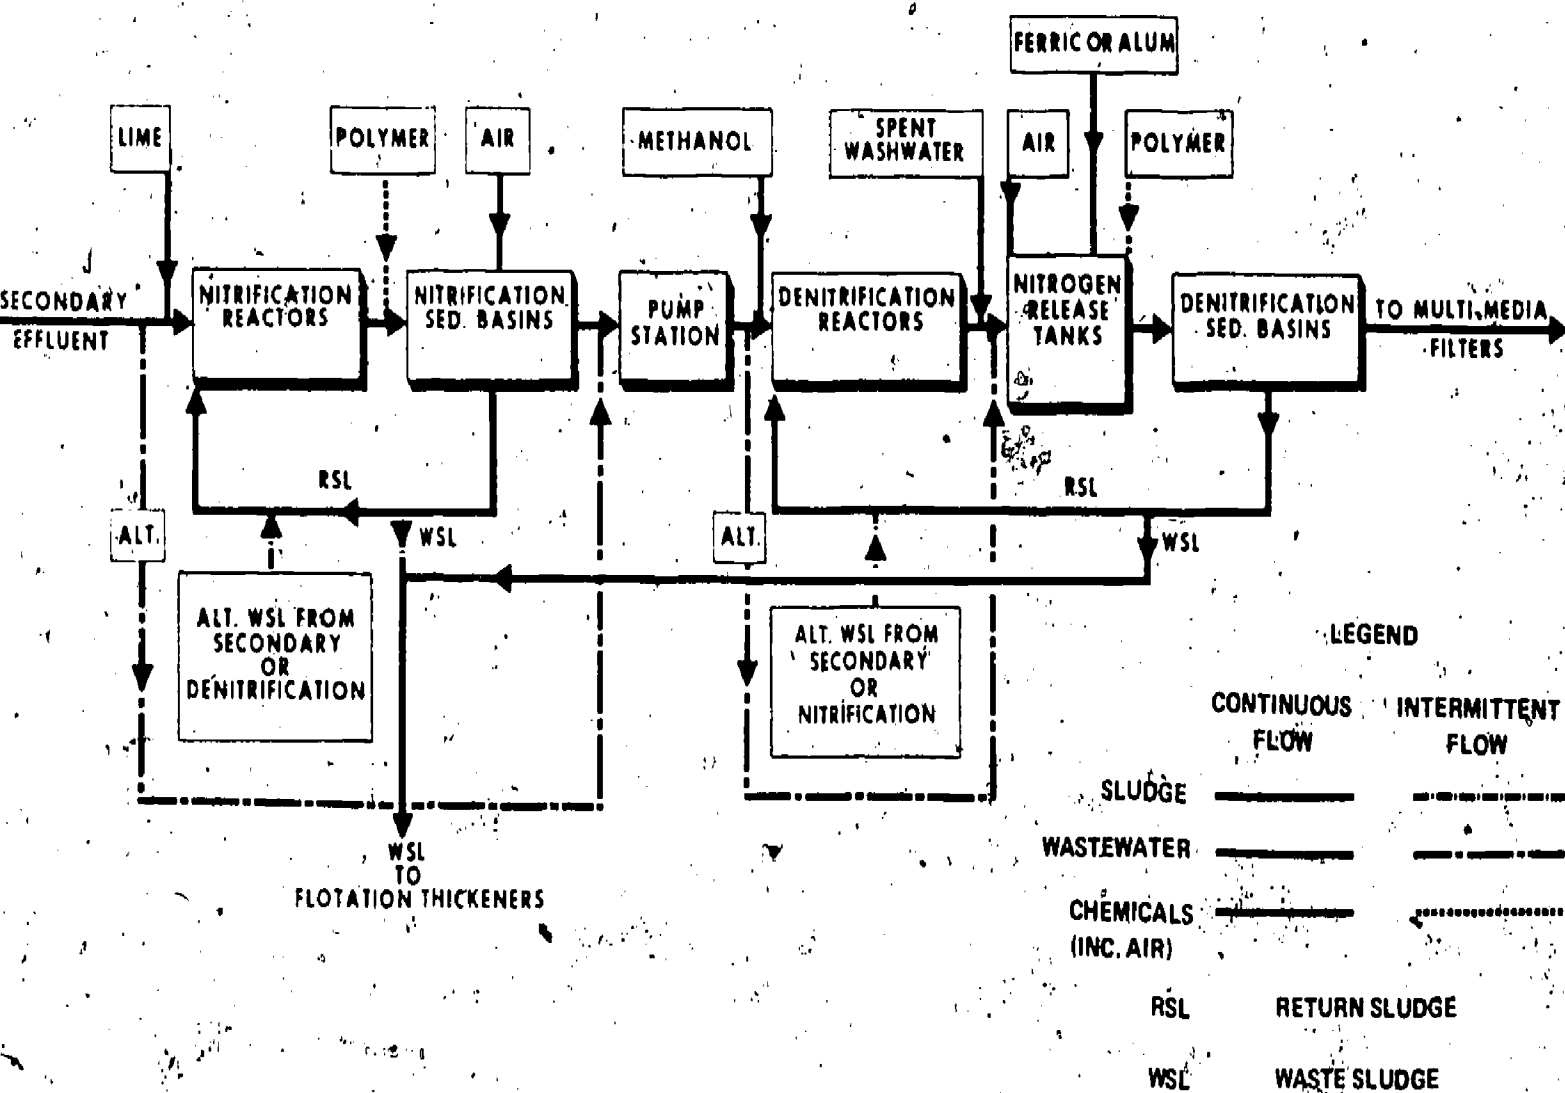 FERRIC OR ALUM
LIME
POLYMER
AIR
METHANOL
SPENT
WASHWATER
AIR
POLYMER
SECONDARY
EFFLUENT
NITRIFICATION
REACTORS
NITRIFICATION
SED. BASINS
PUMP
STATION
DENITRIFICATION
REACTORS
NITROGEN
RELEASE
TANKS
DENITRIFICATION
SED. BASINS
TO MULTI-MEDIA
FILTERS
RSL
RSL
ALT.
WSL
ALT.
WSL
ALT. WSL FROM
SECONDARY
OR
DENITRIFICATION
ALT. WSL FROM
SECONDARY
OR
NITRIFICATION
WSL
TO
FLOTATION THICKENERS
LEGEND
CONTINUOUS
FLOW
INTERMITTENT
FLOW
SLUDGE
WASTEWATER
CHEMICALS
(INC. AIR)
RSL RETURN SLUDGE
WSL WASTE SLUDGE